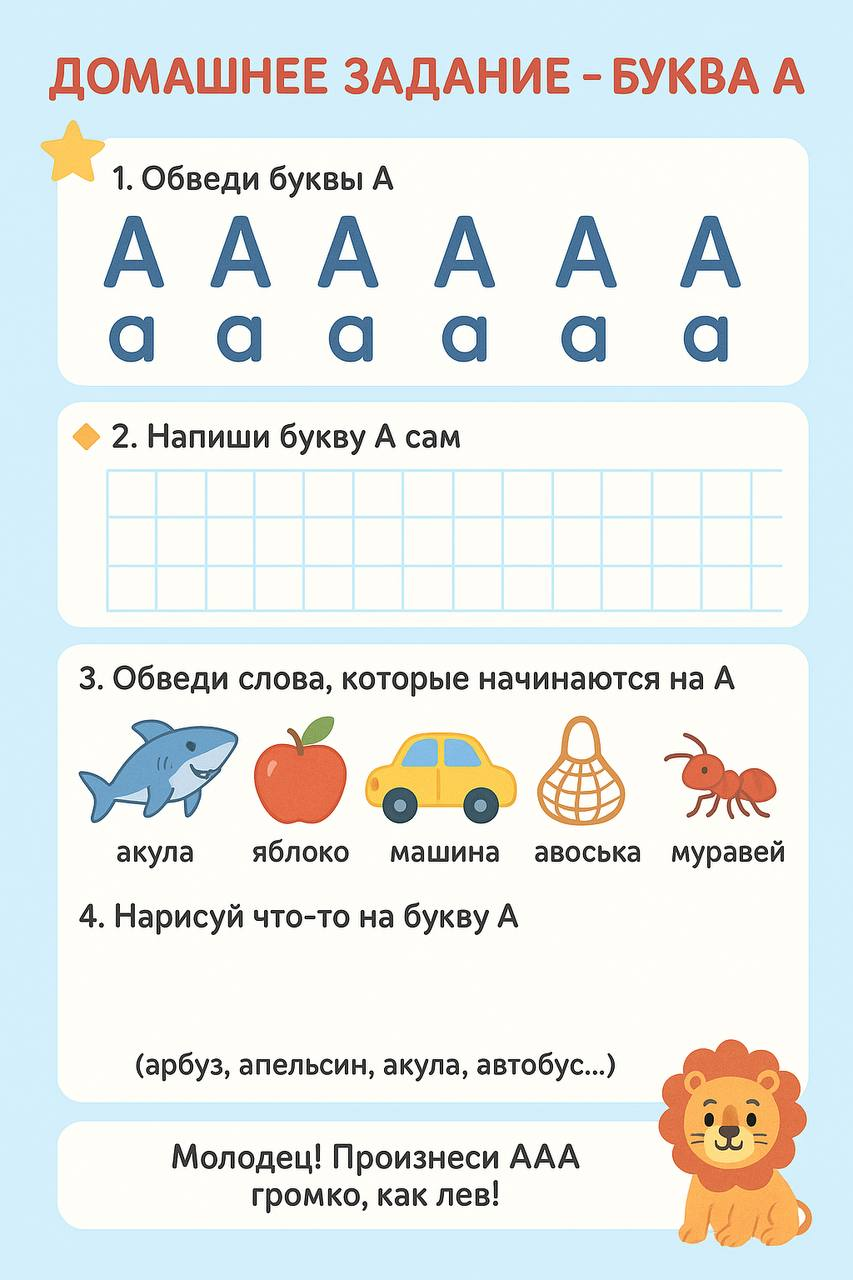 ДОМАШНЕЕ ЗАДАНИЕ – БУКВА А
1. Обведи буквы А
А А А А А А
а а а а а а
2. Напиши букву А сам
3. Обведи слова, которые начинаются на А
акула яблоко машина авоська муравей
4. Нарисуй что-то на букву А
(арбуз, апельсин, акула, автобус...)
Молодец! Произнеси ААА
громко, как лев!